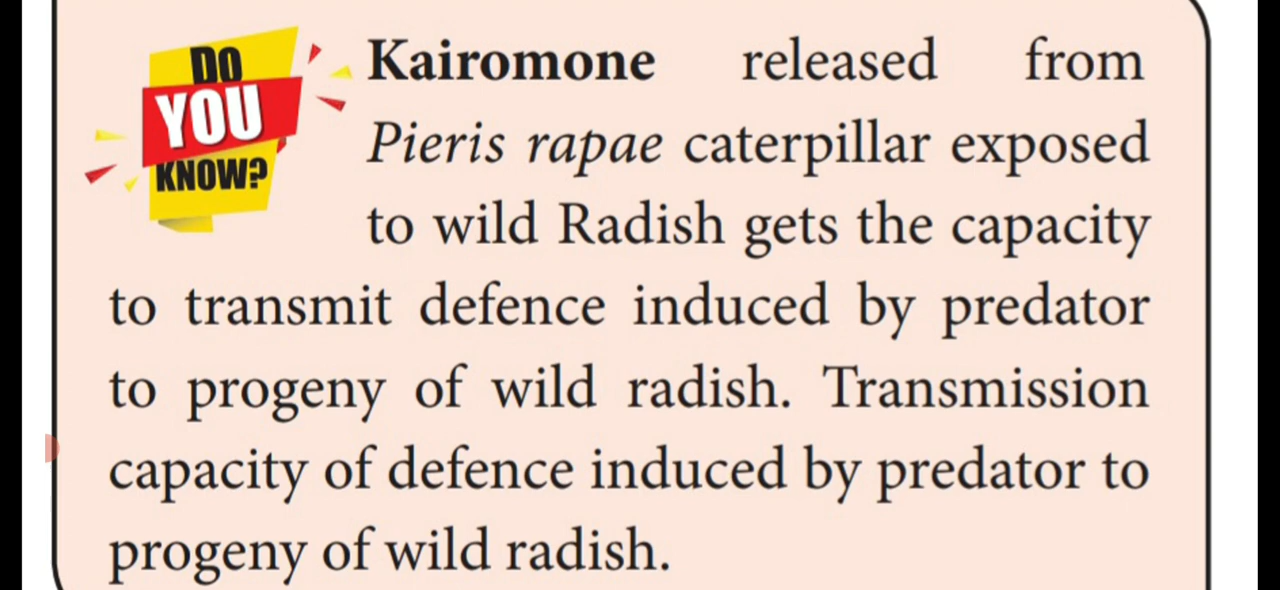 DO
YOU
KNOW?
Kairomone released from
Pieris rapae caterpillar exposed
to wild Radish gets the capacity
to transmit defence induced by predator
to progeny of wild radish. Transmission
capacity of defence induced by predator to
progeny of wild radish.